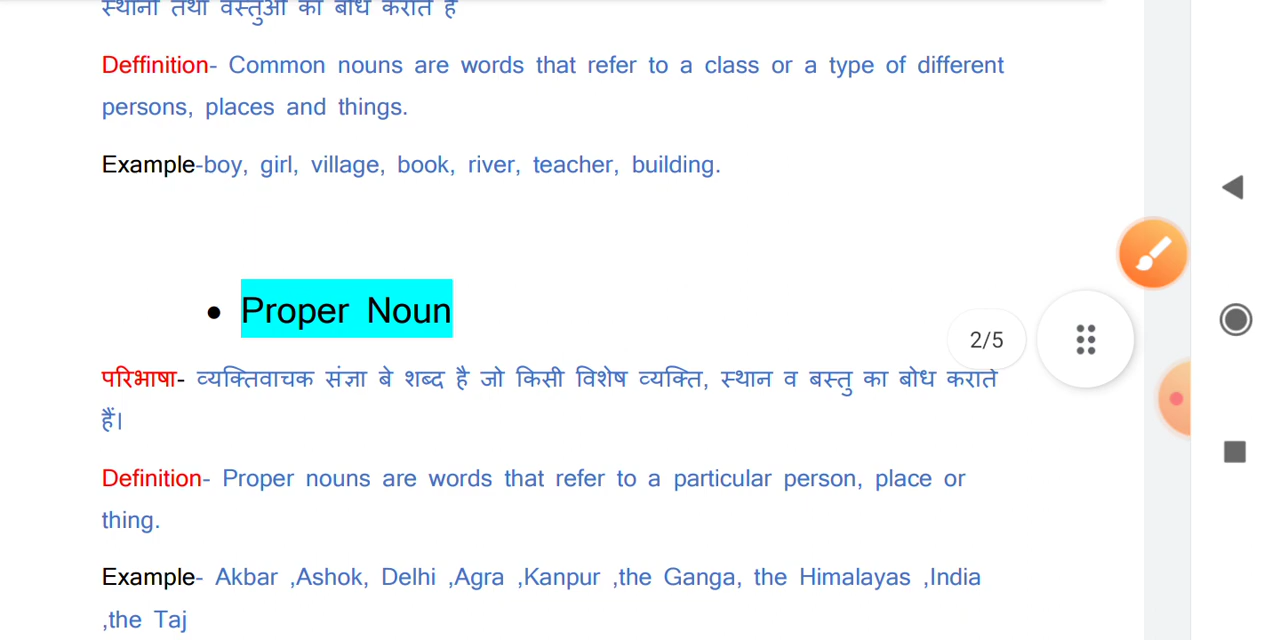 स्थानों तथा वस्तुओं का बोध कराते हैं
Deffinition- Common nouns are words that refer to a class or a type of different
persons, places and things.
Example-boy, girl, village, book, river, teacher, building.
• Proper Noun
परिभाषा- व्यक्तिवाचक संज्ञा बे शब्द है जो किसी विशेष व्यक्ति, स्थान व बस्तु का बोध कराते
हैं।
Definition- Proper nouns are words that refer to a particular person, place or
thing.
Example- Akbar ,Ashok, Delhi ,Agra ,Kanpur ,the Ganga, the Himalayas ,India
,the Taj
2/5